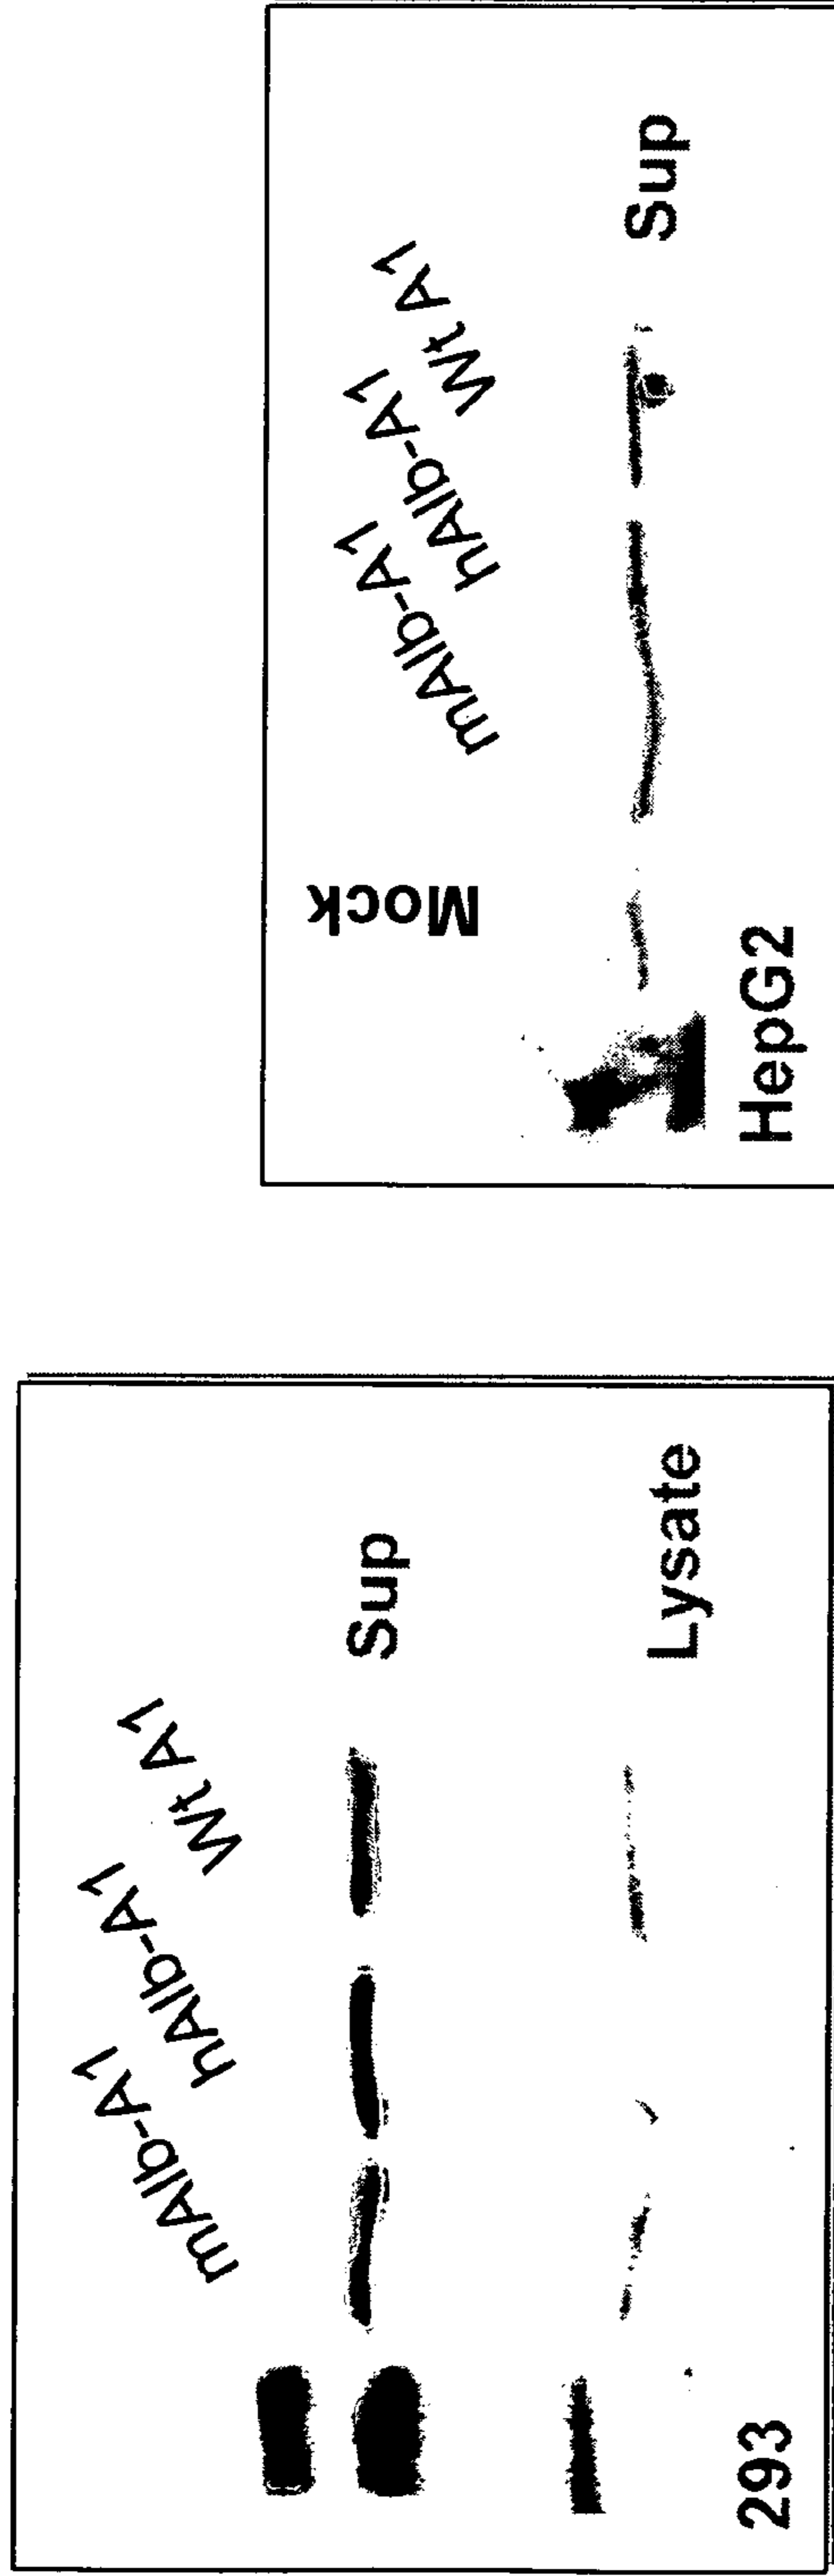 mAlb-A1
hAlb-A1
Wt A1
Sup
Lysate
293
Mock
mAlb-A1
hAlb-A1
Wt A1
Sup
HepG2